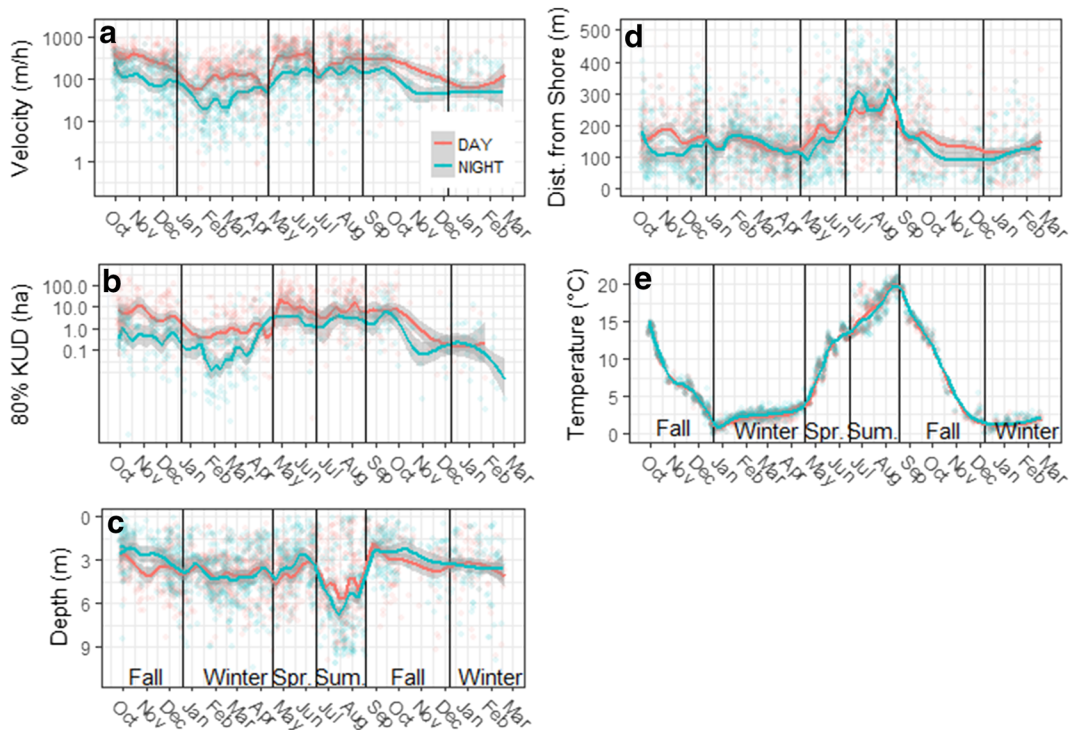 a
Velocity (m/h)
1000
100
10
1
DAY
NIGHT
Oct Nov Dec Jan Feb Mar Apr May Jun Jul Aug Sep Oct Nov Dec Jan Feb Mar
b
80% KUD (ha)
100.0
10.0
1.0
0.1
Oct Nov Dec Jan Feb Mar Apr May Jun Jul Aug Sep Oct Nov Dec Jan Feb Mar
c
Depth (m)
0
3
6
9
Fall Winter Spr. Sum. Fall Winter
Oct Nov Dec Jan Feb Mar Apr May Jun Jul Aug Sep Oct Nov Dec Jan Feb Mar
d
Dist. from Shore (m)
500
400
300
200
100
0
Oct Nov Dec Jan Feb Mar Apr May Jun Jul Aug Sep Oct Nov Dec Jan Feb Mar
e
Temperature (°C)
20
15
10
5
0
Fall Winter Spr. Sum. Fall Winter
Oct Nov Dec Jan Feb Mar Apr May Jun Jul Aug Sep Oct Nov Dec Jan Feb Mar